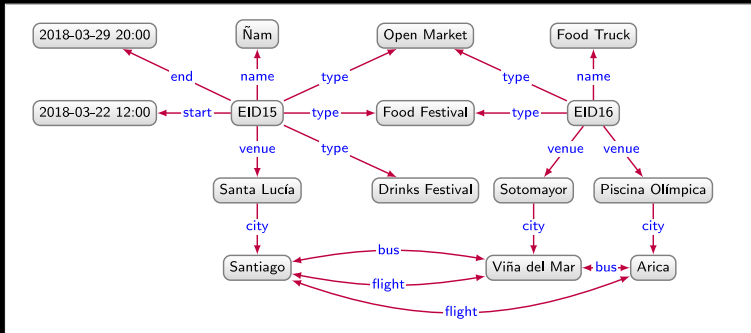 2018-03-29 20:00
Ñam
Open Market
Food Truck
end
name
type
type
name
2018-03-22 12:00
start
EID15
type
Food Festival
type
EID16
venue
type
venue
venue
Santa Lucía
Drinks Festival
Sotomayor
Piscina Olímpica
city
city
city
bus
Santiago
Viña del Mar
bus
Arica
flight
flight